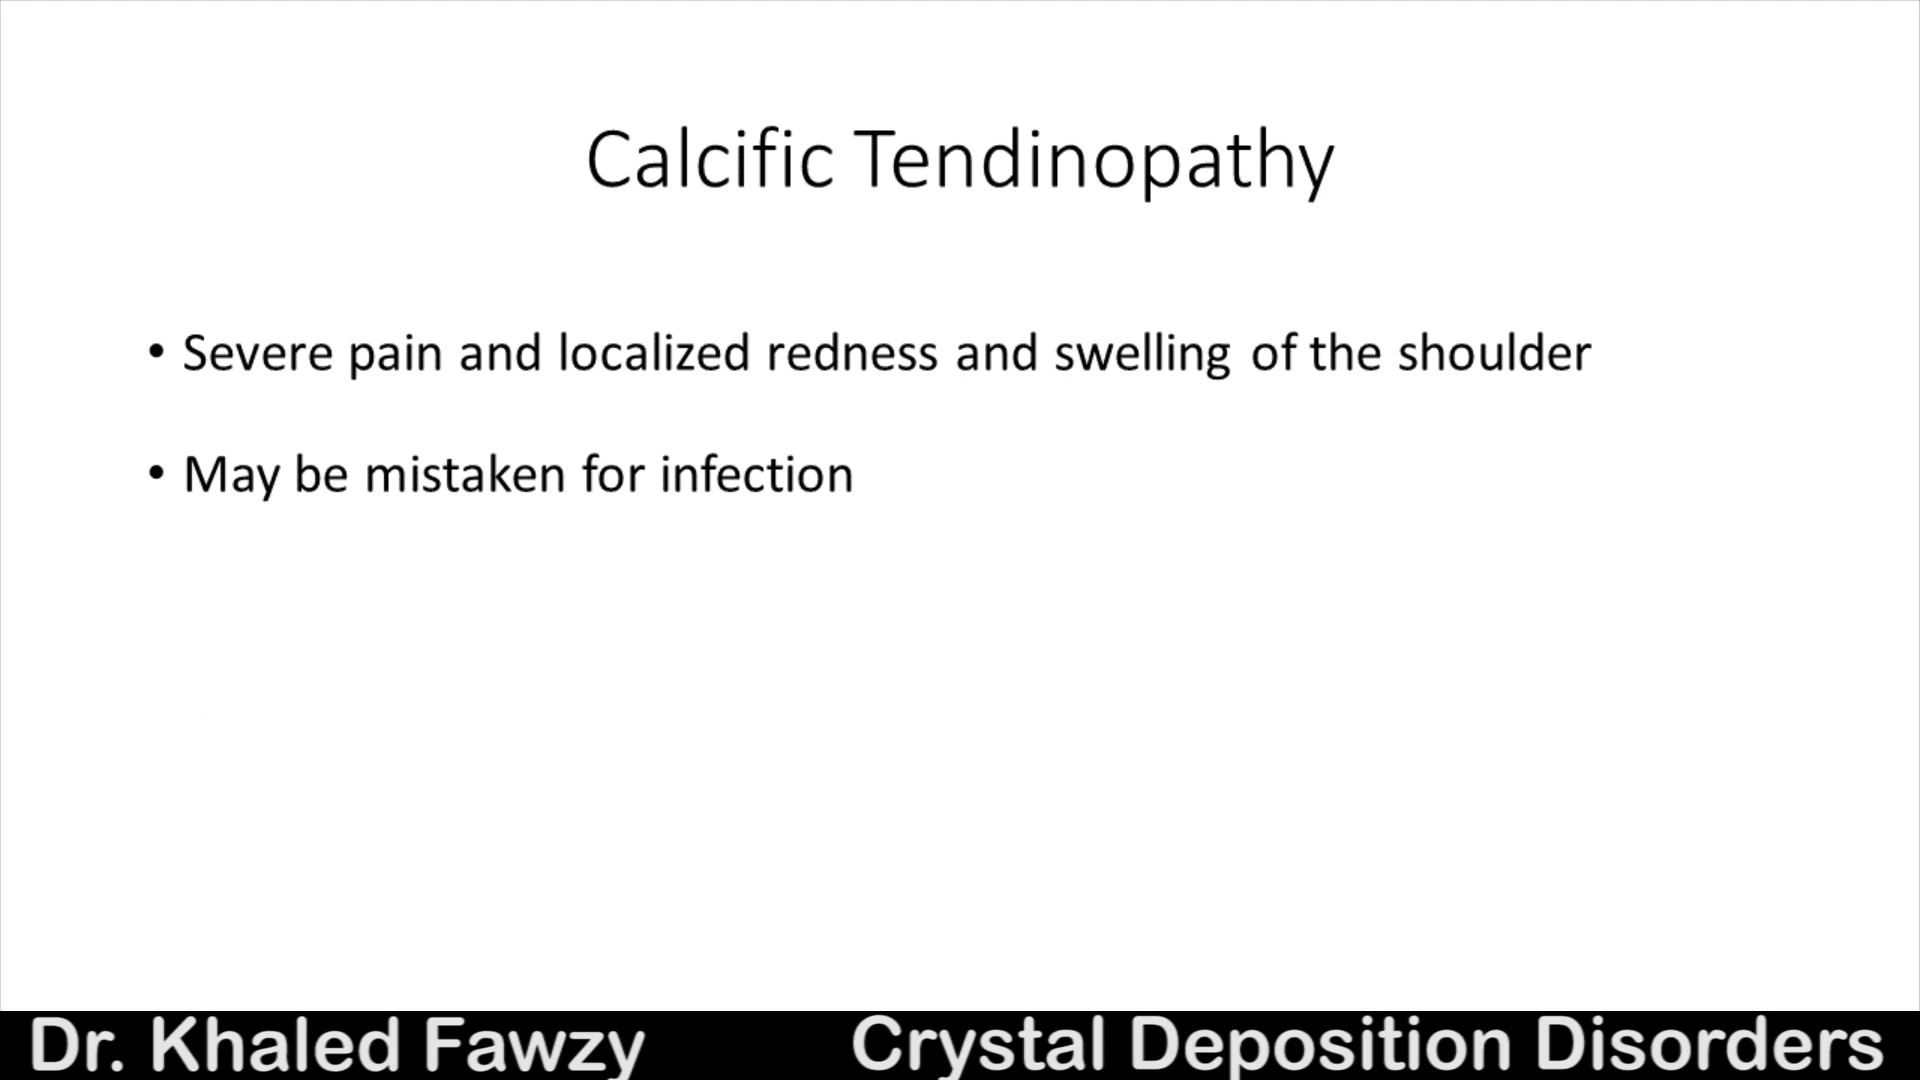 Calcific Tendinopathy
• Severe pain and localized redness and swelling of the shoulder
• May be mistaken for infection
Dr. Khaled Fawzy
Crystal Deposition Disorders